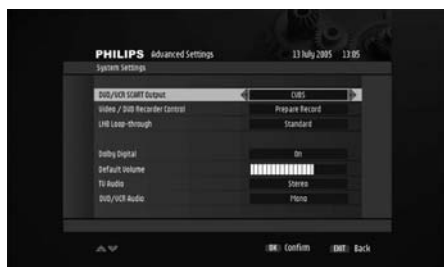 PHILIPS Advanced Settings 13 July 2005 13:05
System Settings
DVD/VCR SCART Output CVBS
Video / DVD Recorder Control Prepare Record
LNB Loop-through Standard
Dolby Digital On
Default Volume
TV Audio Stereo
DVD/VCR Audio Mono
OK Confirm EXIT Back